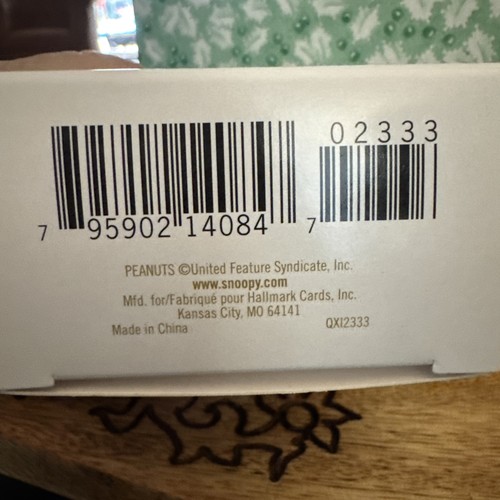 02333
7 95902 14084 7
PEANUTS ©United Feature Syndicate, Inc.
www.snoopy.com
Mfd. for/Fabriqué pour Hallmark Cards, Inc.
Kansas City, MO 64141
Made in China QXI2333